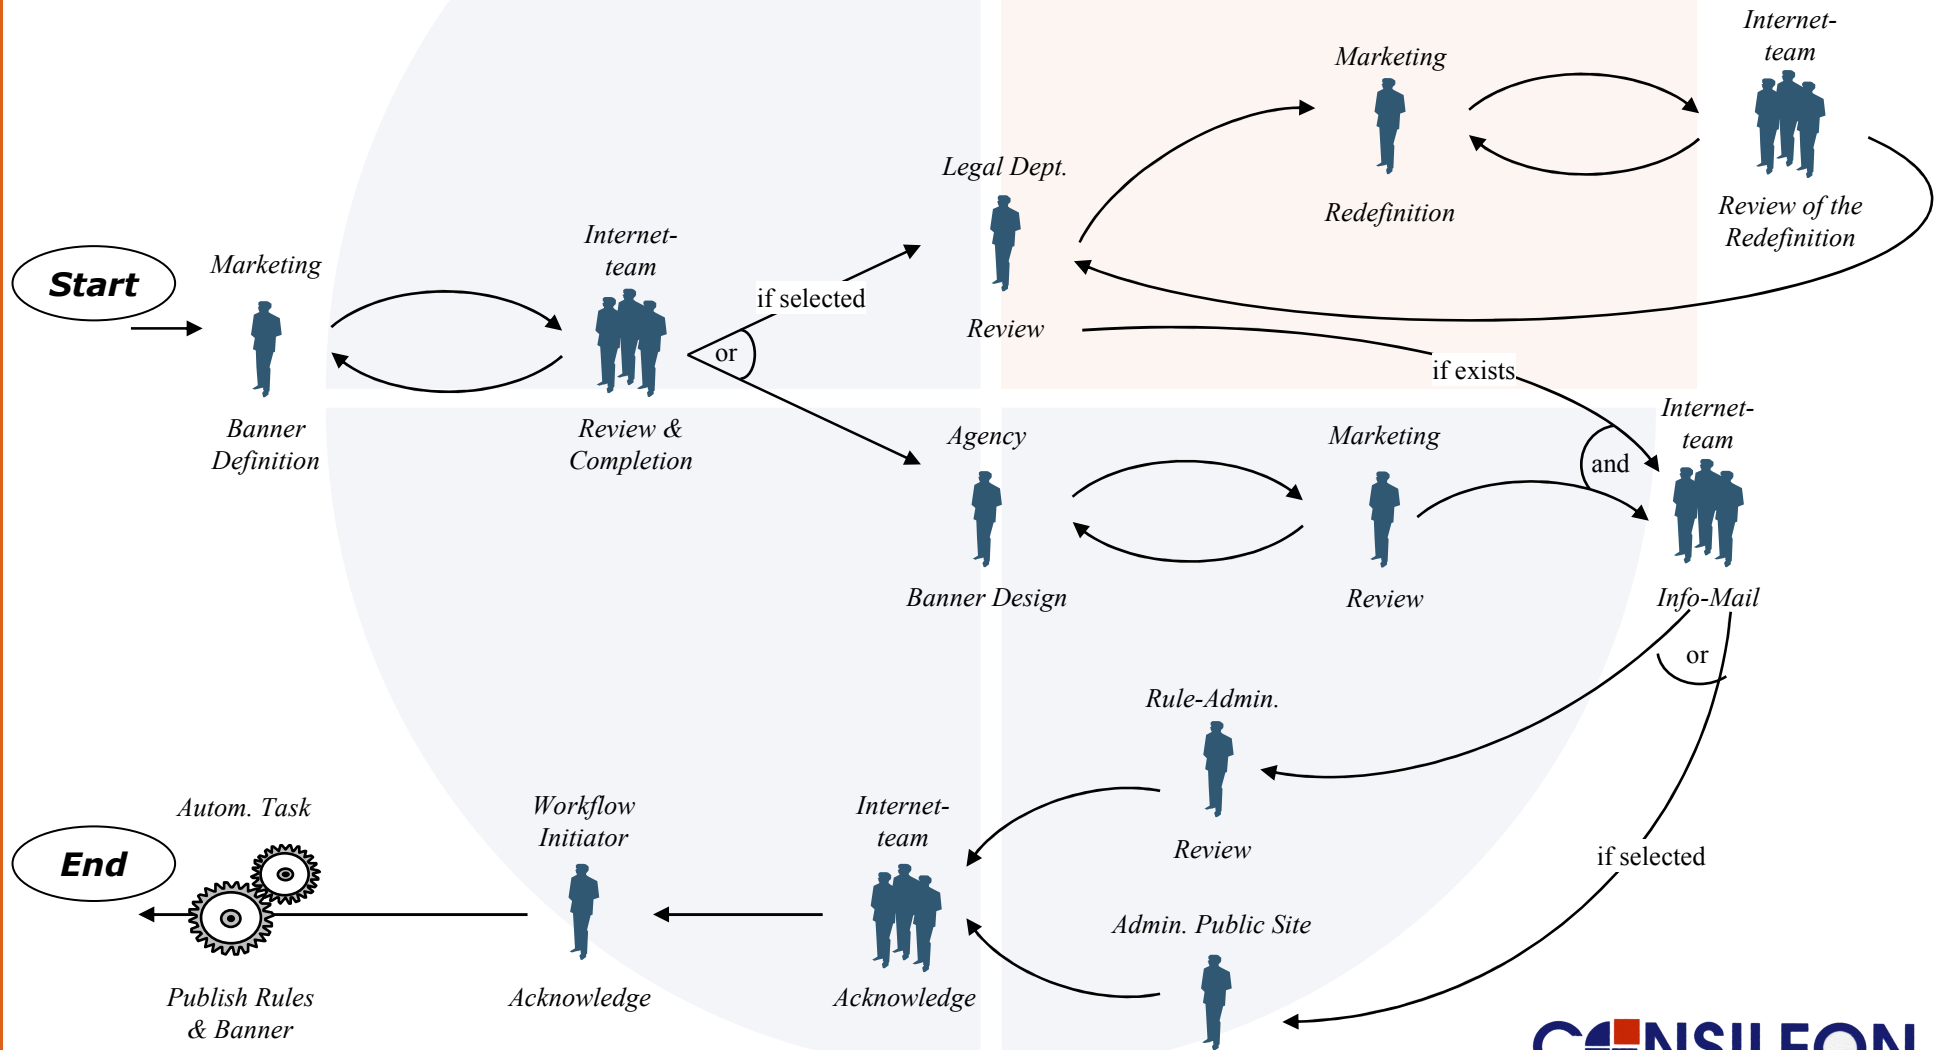 Internet-
team
Marketing
Redefinition
Review of the
Redefinition
Legal Dept.
Review
Start
Marketing
Banner
Definition
Internet-
team
Review &
Completion
if selected
or
if exists
Agency
Banner Design
Marketing
Review
and
Internet-
team
Info-Mail
or
Rule-Admin.
Review
if selected
Admin. Public Site
Internet-
team
Acknowledge
Workflow
Initiator
Acknowledge
Autom. Task
Publish Rules
& Banner
End
CONSILEON